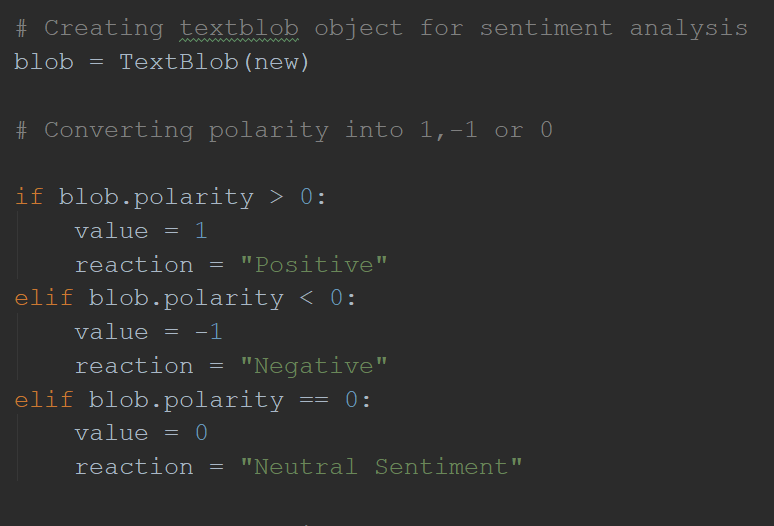 # Creating textblob object for sentiment analysis
blob = TextBlob(new)
# Converting polarity into 1,-1 or 0
if blob.polarity > 0:
    value = 1
    reaction = "Positive"
elif blob.polarity < 0:
    value = -1
    reaction = "Negative"
elif blob.polarity == 0:
    value = 0
    reaction = "Neutral Sentiment"